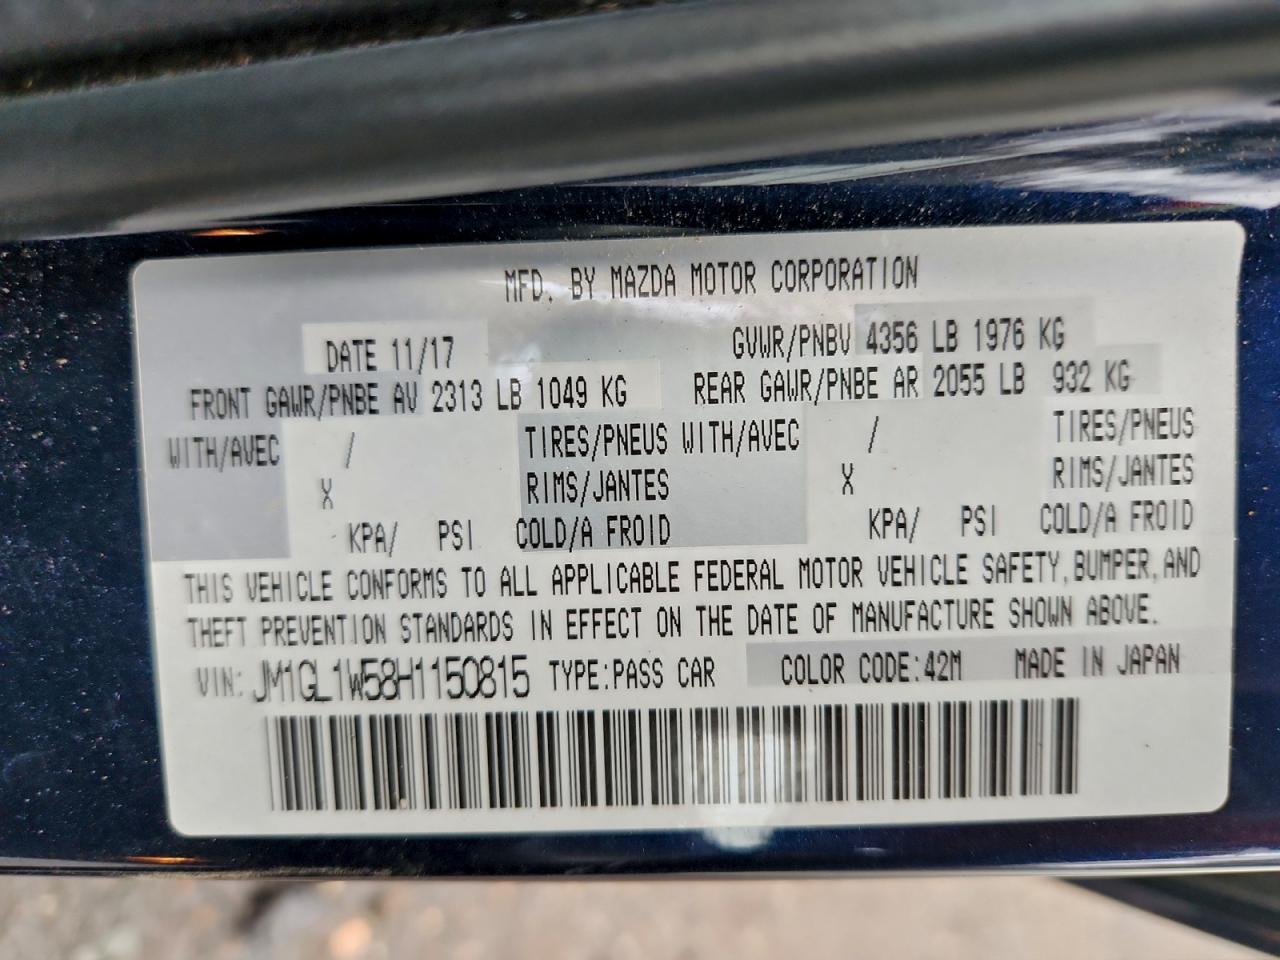 MFD. BY MAZDA MOTOR CORPORATION
DATE 11/17 GVWR/PNBV 4356 LB 1976 KG
FRONT GAWR/PNBE AV 2313 LB 1049 KG REAR GAWR/PNBE AR 2055 LB 932 KG
WITH/AVEC / TIRES/PNEUS WITH/AVEC / TIRES/PNEUS
X RIMS/JANTES X RIMS/JANTES
KPA/ PSI COLD/A FROID KPA/ PSI COLD/A FROID
THIS VEHICLE CONFORMS TO ALL APPLICABLE FEDERAL MOTOR VEHICLE SAFETY, BUMPER, AND
THEFT PREVENTION STANDARDS IN EFFECT ON THE DATE OF MANUFACTURE SHOWN ABOVE.
VIN: JM1GL1W58H1150815 TYPE:PASS CAR COLOR CODE:42M MADE IN JAPAN